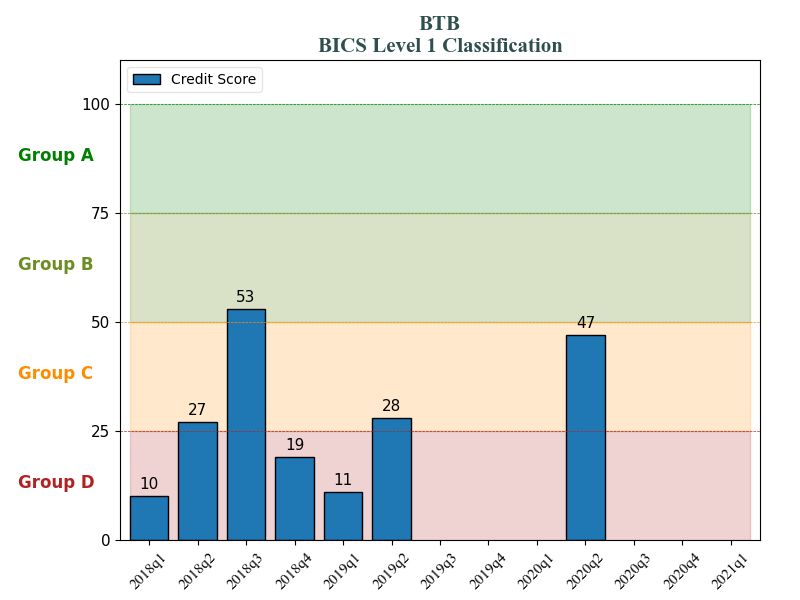 BTB
BICS Level 1 Classification
Credit Score
100
Group A
75
Group B
53
50
47
Group C
28
27
25
19
Group D
11
10
0
2018q1
2018q2
2018q3
2018q4
2019q1
2019q2
2019q3
2019q4
2020q1
2020q2
2020q3
2020q4
2021q1